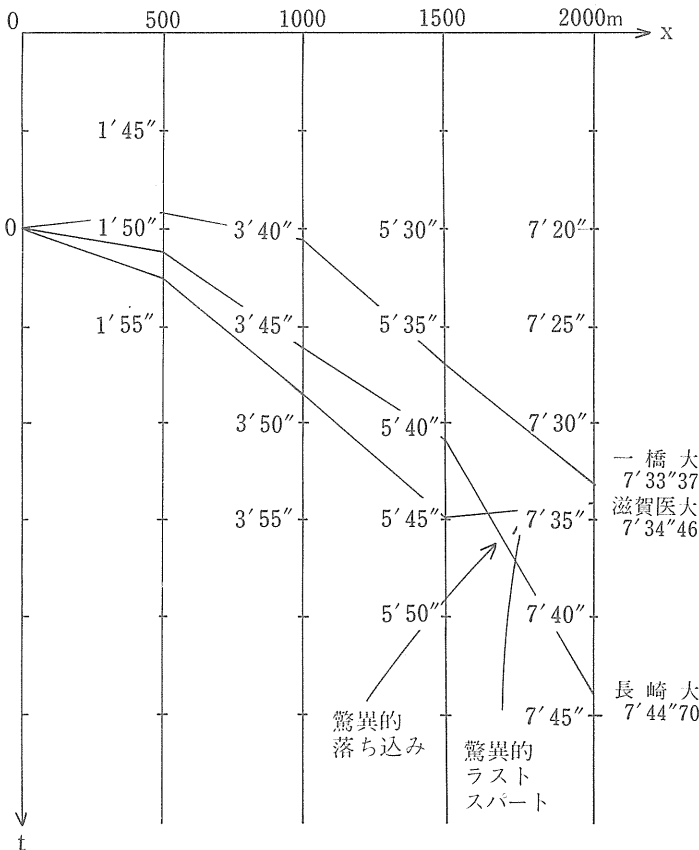 0 500 1000 1500 2000m
x
1′45″
0 1′50″ 3′40″ 5′30″ 7′20″
1′55″ 3′45″ 5′35″ 7′25″
3′50″ 5′40″ 7′30″
一橋大
7′33″37
3′55″ 5′45″ 7′35″
滋賀医大
7′34″46
5′50″ 7′40″
長崎大
7′44″70
7′45″
驚異的
落ち込み
驚異的
ラスト
スパート
t